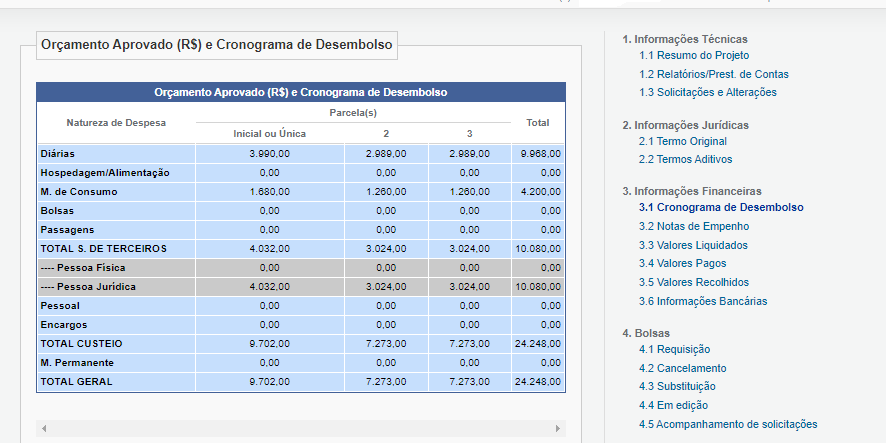 Orçamento Aprovado (R$) e Cronograma de Desembolso
Orçamento Aprovado (R$) e Cronograma de Desembolso
Natureza de Despesa Parcela(s) Total
Inicial ou Única 2 3
Diárias 3.990,00 2.989,00 2.989,00 9.968,00
Hospedagem/Alimentação 0,00 0,00 0,00 0,00
M. de Consumo 1.680,00 1.260,00 1.260,00 4.200,00
Bolsas 0,00 0,00 0,00 0,00
Passagens 0,00 0,00 0,00 0,00
TOTAL S. DE TERCEIROS 4.032,00 3.024,00 3.024,00 10.080,00
---- Pessoa Física 0,00 0,00 0,00 0,00
---- Pessoa Jurídica 4.032,00 3.024,00 3.024,00 10.080,00
Pessoal 0,00 0,00 0,00 0,00
Encargos 0,00 0,00 0,00 0,00
TOTAL CUSTEIO 9.702,00 7.273,00 7.273,00 24.248,00
M. Permanente 0,00 0,00 0,00 0,00
TOTAL GERAL 9.702,00 7.273,00 7.273,00 24.248,00
1. Informações Técnicas
1.1 Resumo do Projeto
1.2 Relatórios/Prest. de Contas
1.3 Solicitações e Alterações
2. Informações Jurídicas
2.1 Termo Original
2.2 Termos Aditivos
3. Informações Financeiras
3.1 Cronograma de Desembolso
3.2 Notas de Empenho
3.3 Valores Liquidados
3.4 Valores Pagos
3.5 Valores Recolhidos
3.6 Informações Bancárias
4. Bolsas
4.1 Requisição
4.2 Cancelamento
4.3 Substituição
4.4 Em edição
4.5 Acompanhamento de solicitações